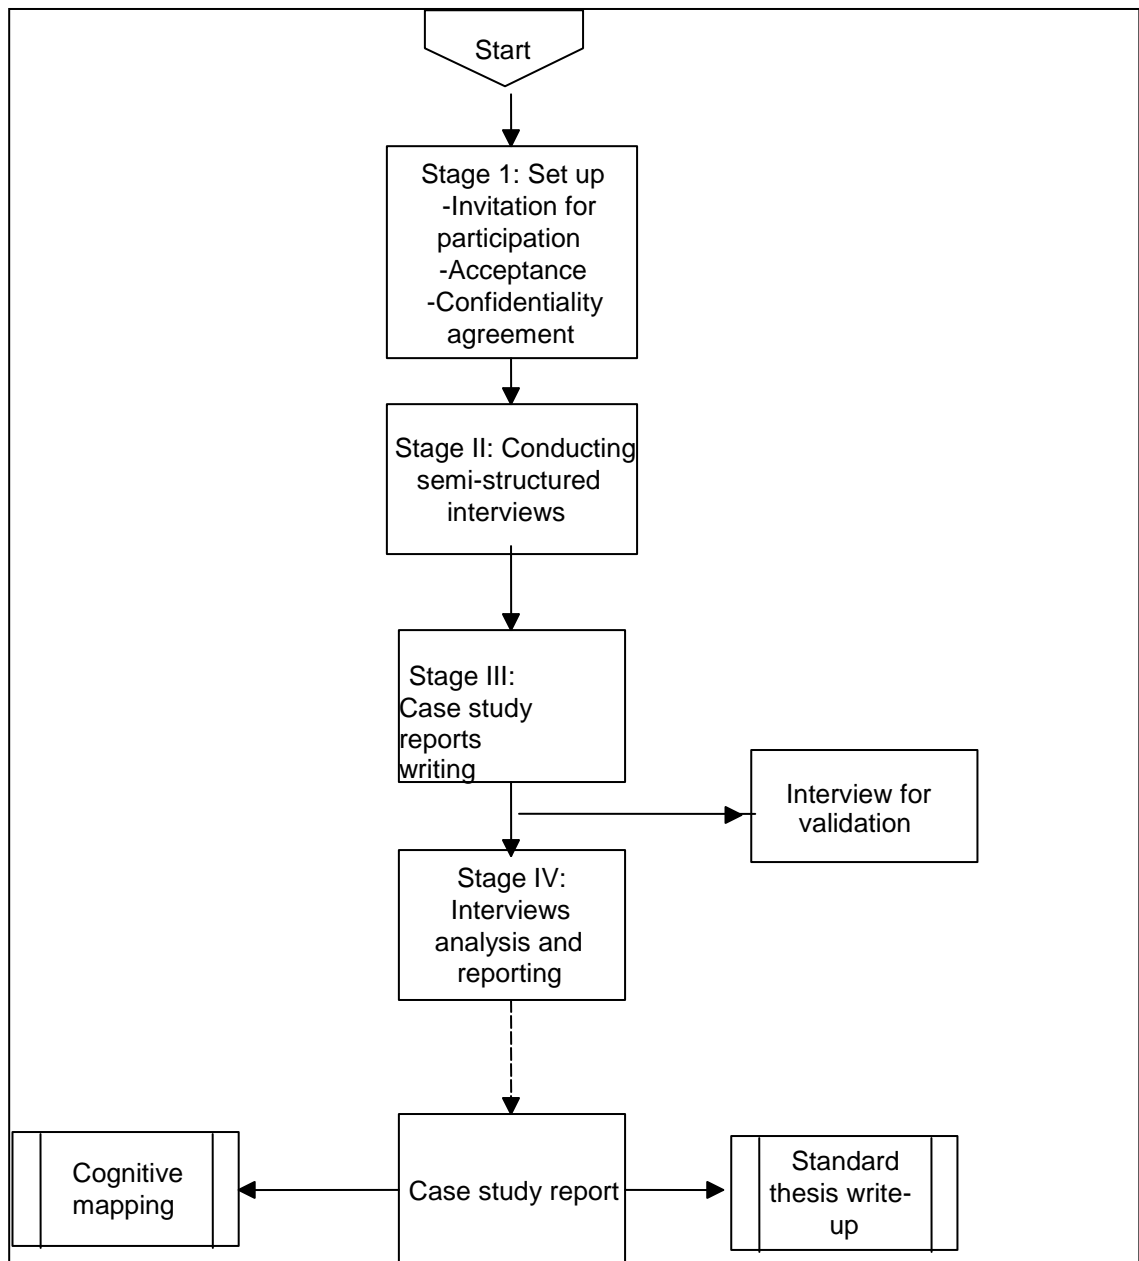 Start
Stage 1: Set up
-Invitation for
participation
-Acceptance
-Confidentiality
agreement
Stage II: Conducting
semi-structured
interviews
Stage III:
Case study
reports
writing
Interview for
validation
Stage IV:
Interviews
analysis and
reporting
Cognitive
mapping
Case study report
Standard
thesis write-
up